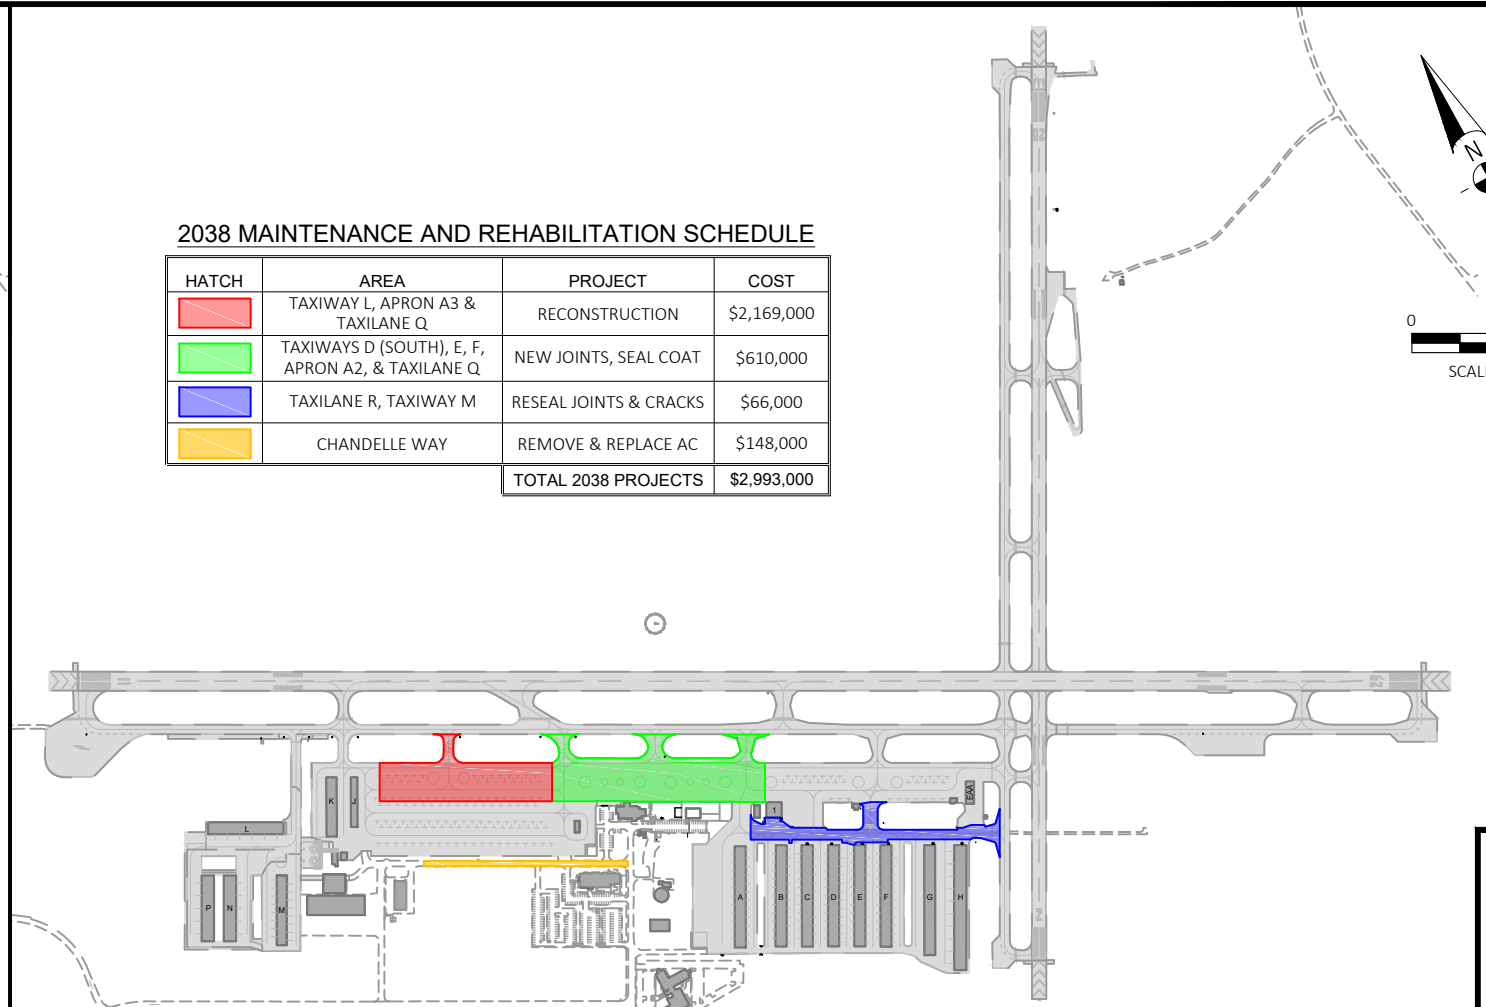 2038 MAINTENANCE AND REHABILITATION SCHEDULE
HATCH AREA PROJECT COST
TAXIWAY L, APRON A3 &
TAXILANE Q
RECONSTRUCTION $2,169,000
TAXIWAYS D (SOUTH), E, F,
APRON A2, & TAXILANE Q
NEW JOINTS, SEAL COAT $610,000
TAXILANE R, TAXIWAY M RESEAL JOINTS & CRACKS $66,000
CHANDELLE WAY REMOVE & REPLACE AC $148,000
TOTAL 2038 PROJECTS $2,993,000
N
0
20
K
J
L
1
EAA
P
N
M
A
B
C
D
E
F
G
H